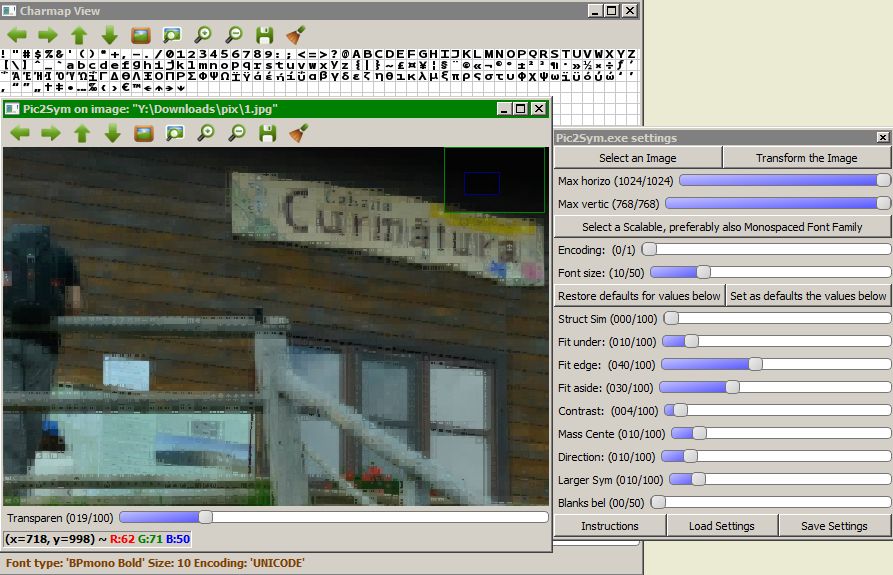 Charmap View
! " # $ % & ' ( ) * + , - . / 0 1 2 3 4 5 6 7 8 9 : ; < = > ? @ A B C D E F G H I J K L M N O P Q R S T U V W X Y Z
Pic2Sym on image: "Y:\Downloads\pix\1.jpg"
Cabana
Curmatura
Transparen (019/100)
(x=718, y=998) ~ R:62 G:71 B:50
Font type: 'BPmono Bold' Size: 10 Encoding: 'UNICODE'
Pic2Sym.exe settings
Select an Image
Transform the Image
Max horizo (1024/1024)
Max vertic (768/768)
Select a Scalable, preferably also Monospaced Font Family
Encoding: (0/1)
Font size: (10/50)
Restore defaults for values below
Set as defaults the values below
Struct Sim (000/100)
Fit under: (010/100)
Fit edge: (040/100)
Fit aside: (030/100)
Contrast: (004/100)
Mass Cente (010/100)
Direction: (010/100)
Larger Sym (010/100)
Blanks bel (00/50)
Instructions
Load Settings
Save Settings